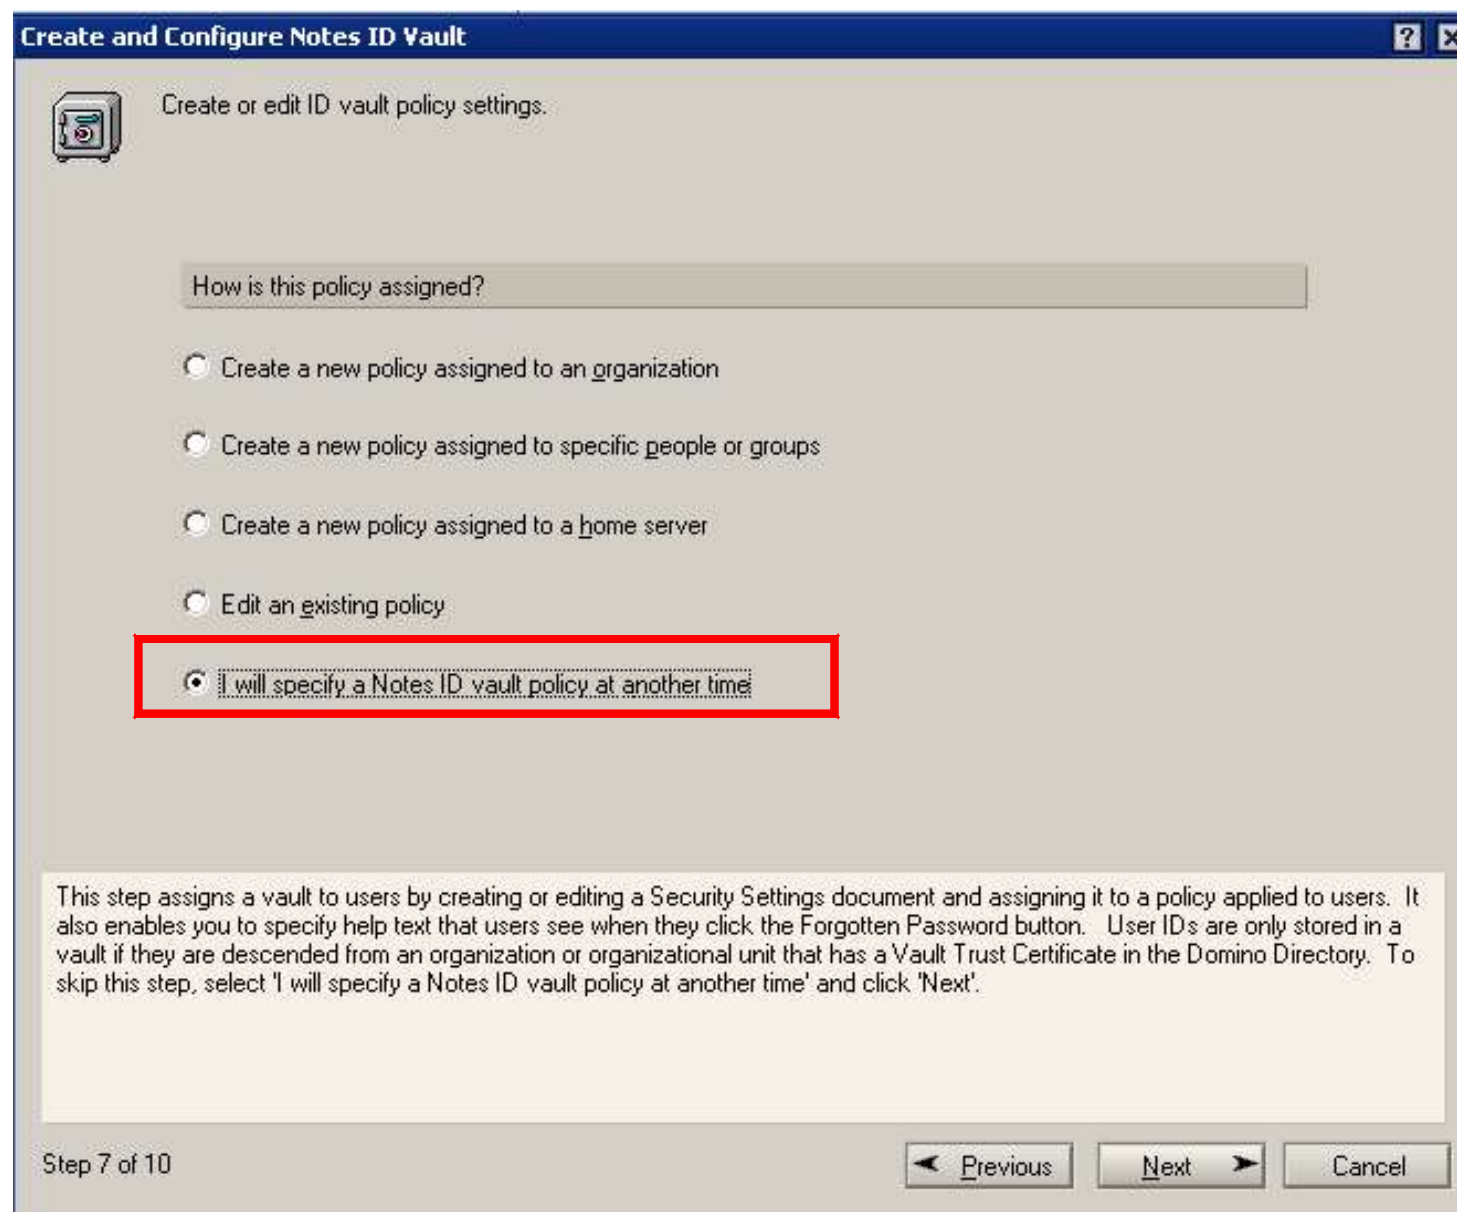 Create and Configure Notes ID Vault
Create or edit ID vault policy settings.
How is this policy assigned?
Create a new policy assigned to an organization
Create a new policy assigned to specific people or groups
Create a new policy assigned to a home server
Edit an existing policy
I will specify a Notes ID vault policy at another time
This step assigns a vault to users by creating or editing a Security Settings document and assigning it to a policy applied to users. It
also enables you to specify help text that users see when they click the Forgotten Password button. User IDs are only stored in a
vault if they are descended from an organization or organizational unit that has a Vault Trust Certificate in the Domino Directory. To
skip this step, select 'I will specify a Notes ID vault policy at another time' and click 'Next'.
Step 7 of 10
Previous
Next
Cancel